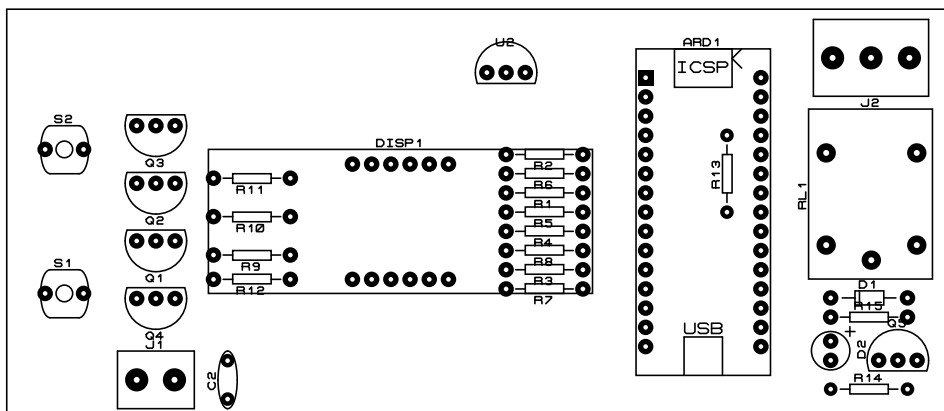 U2
ARD1
ICSP
J2
S2
DISP1
Q3
R2
R13
R11
R6
RL1
R1
Q2
R10
R5
R4
S1
R9
R8
Q1
R12
R3
D1
R7
R15
Q5
USB
+
Q4
J1
D2
C2
R14